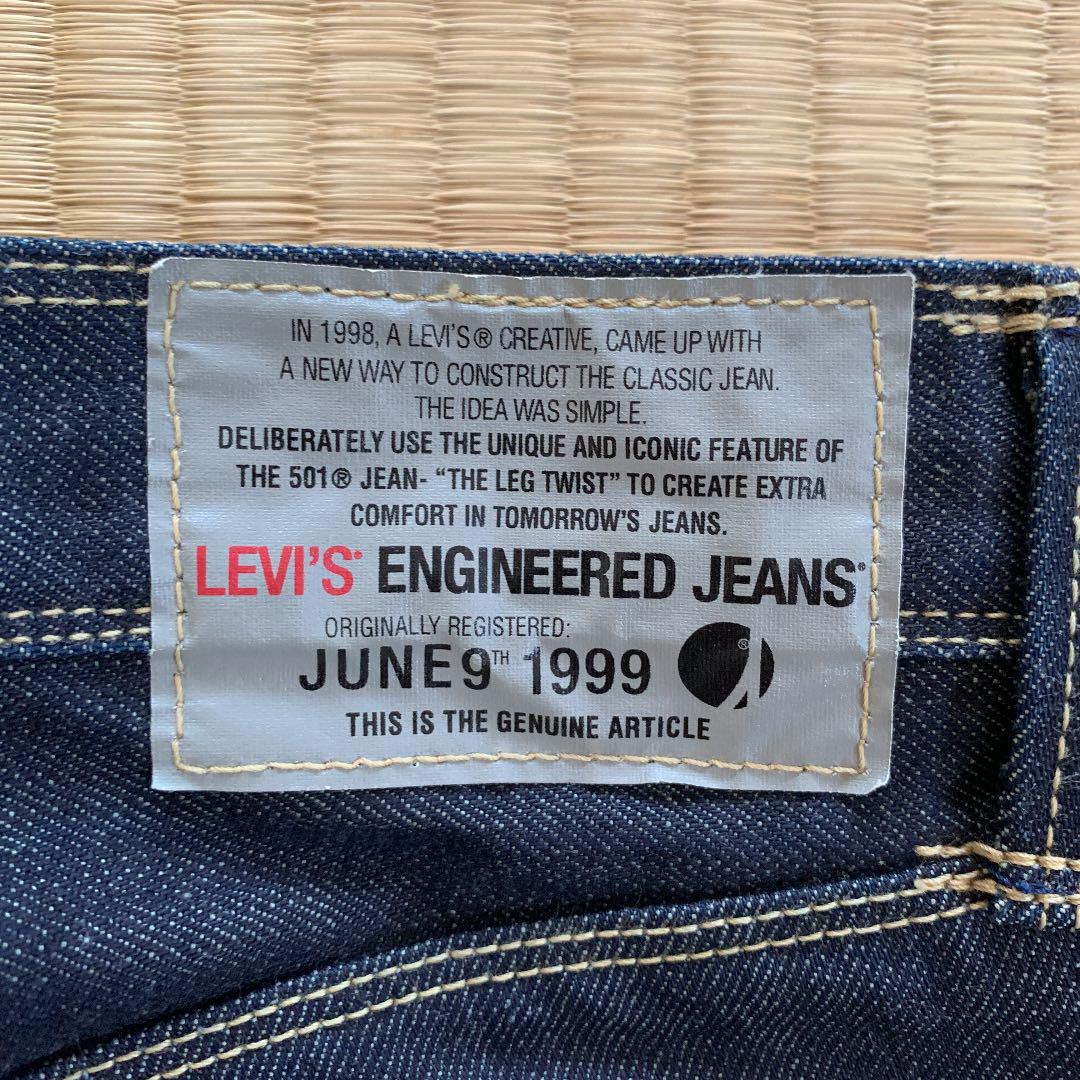 IN 1998, A LEVI'S® CREATIVE, CAME UP WITH
A NEW WAY TO CONSTRUCT THE CLASSIC JEAN.
THE IDEA WAS SIMPLE.
DELIBERATELY USE THE UNIQUE AND ICONIC FEATURE OF
THE 501® JEAN- "THE LEG TWIST" TO CREATE EXTRA
COMFORT IN TOMORROW'S JEANS.
LEVI'S® ENGINEERED JEANS®
ORIGINALLY REGISTERED:
JUNE 9TH 1999 ®
THIS IS THE GENUINE ARTICLE